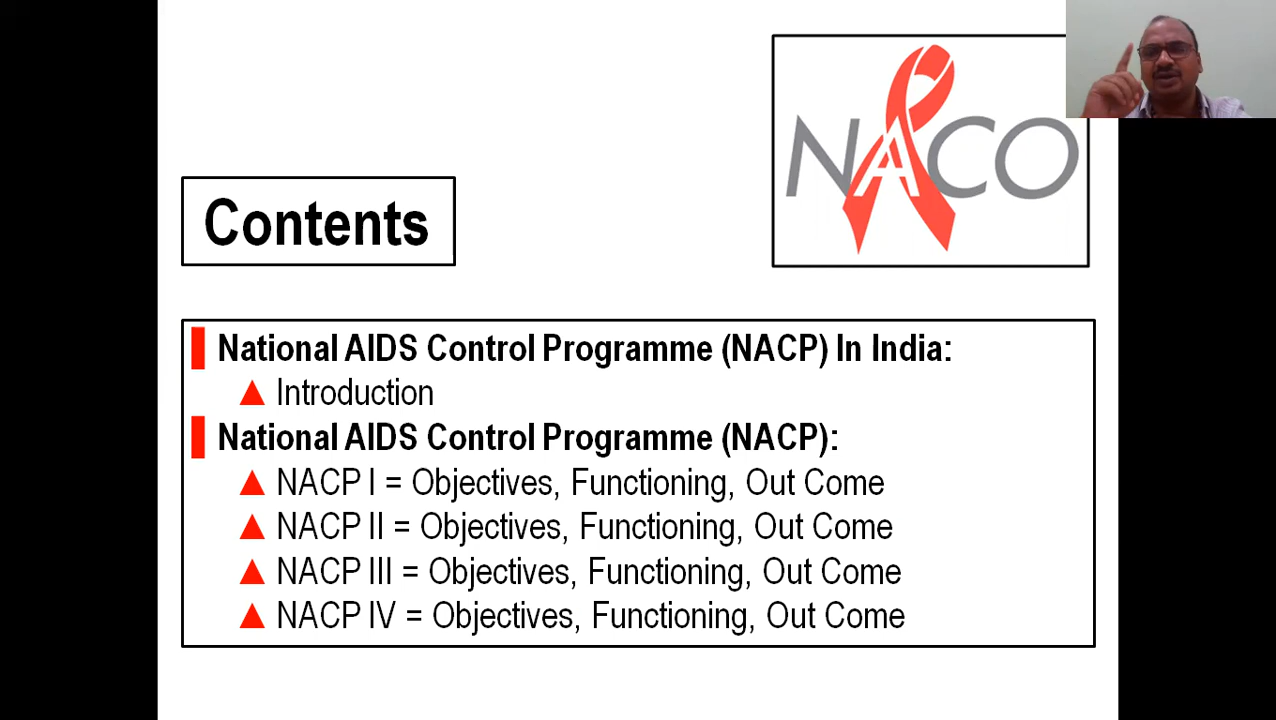 NACO
Contents
National AIDS Control Programme (NACP) In India:
Introduction
National AIDS Control Programme (NACP):
NACP I = Objectives, Functioning, Out Come
NACP II = Objectives, Functioning, Out Come
NACP III = Objectives, Functioning, Out Come
NACP IV = Objectives, Functioning, Out Come